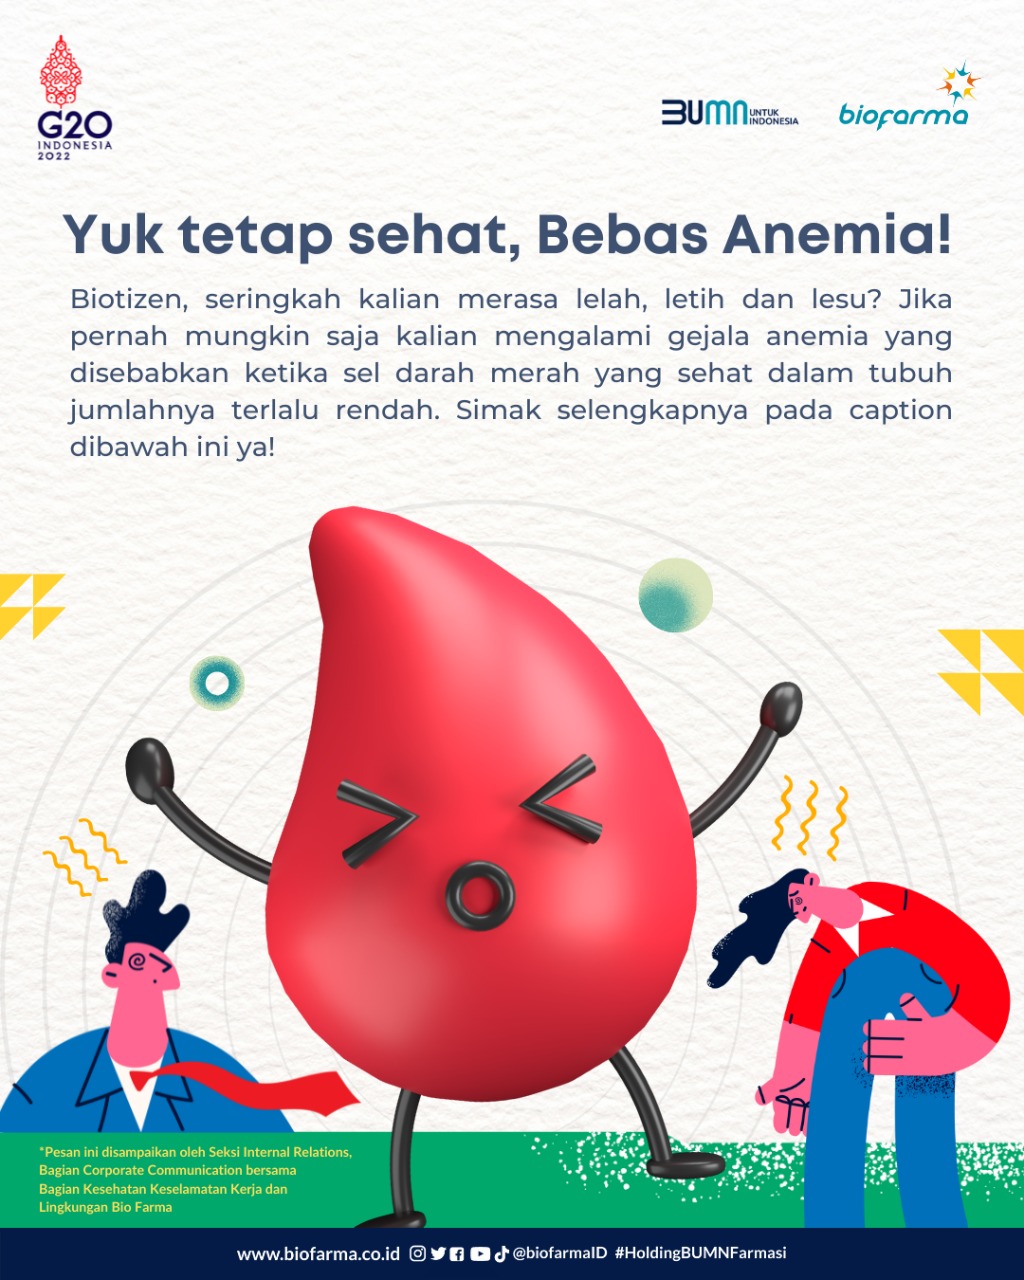 G20
INDONESIA
2022
BUMN UNTUK
INDONESIA
biofarma
Yuk tetap sehat, Bebas Anemia!
Biotizen, seringkah kalian merasa lelah, letih dan lesu? Jika
pernah mungkin saja kalian mengalami gejala anemia yang
disebabkan ketika sel darah merah yang sehat dalam tubuh
jumlahnya terlalu rendah. Simak selengkapnya pada caption
dibawah ini ya!
*Pesan ini disampaikan oleh Seksi Internal Relations,
Bagian Corporate Communication bersama
Bagian Kesehatan Keselamatan Kerja dan
Lingkungan Bio Farma
www.biofarma.co.id @biofarmaID #HoldingBUMNFarmasi